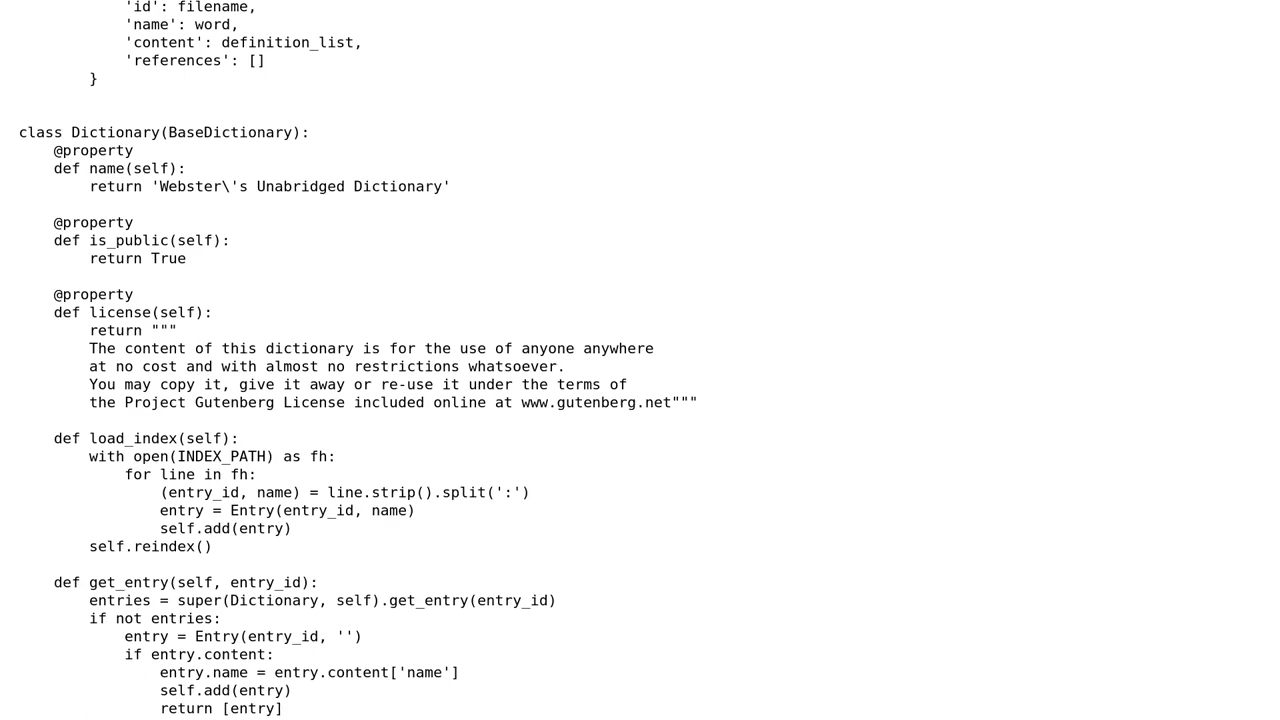 'id': filename,
            'name': word,
            'content': definition_list,
            'references': []
        }


class Dictionary(BaseDictionary):
    @property
    def name(self):
        return 'Webster\'s Unabridged Dictionary'

    @property
    def is_public(self):
        return True

    @property
    def license(self):
        return """
        The content of this dictionary is for the use of anyone anywhere
        at no cost and with almost no restrictions whatsoever.
        You may copy it, give it away or re-use it under the terms of
        the Project Gutenberg License included online at www.gutenberg.net"""

    def load_index(self):
        with open(INDEX_PATH) as fh:
            for line in fh:
                (entry_id, name) = line.strip().split(':')
                entry = Entry(entry_id, name)
                self.add(entry)
        self.reindex()

    def get_entry(self, entry_id):
        entries = super(Dictionary, self).get_entry(entry_id)
        if not entries:
            entry = Entry(entry_id, '')
            if entry.content:
                entry.name = entry.content['name']
                self.add(entry)
                return [entry]